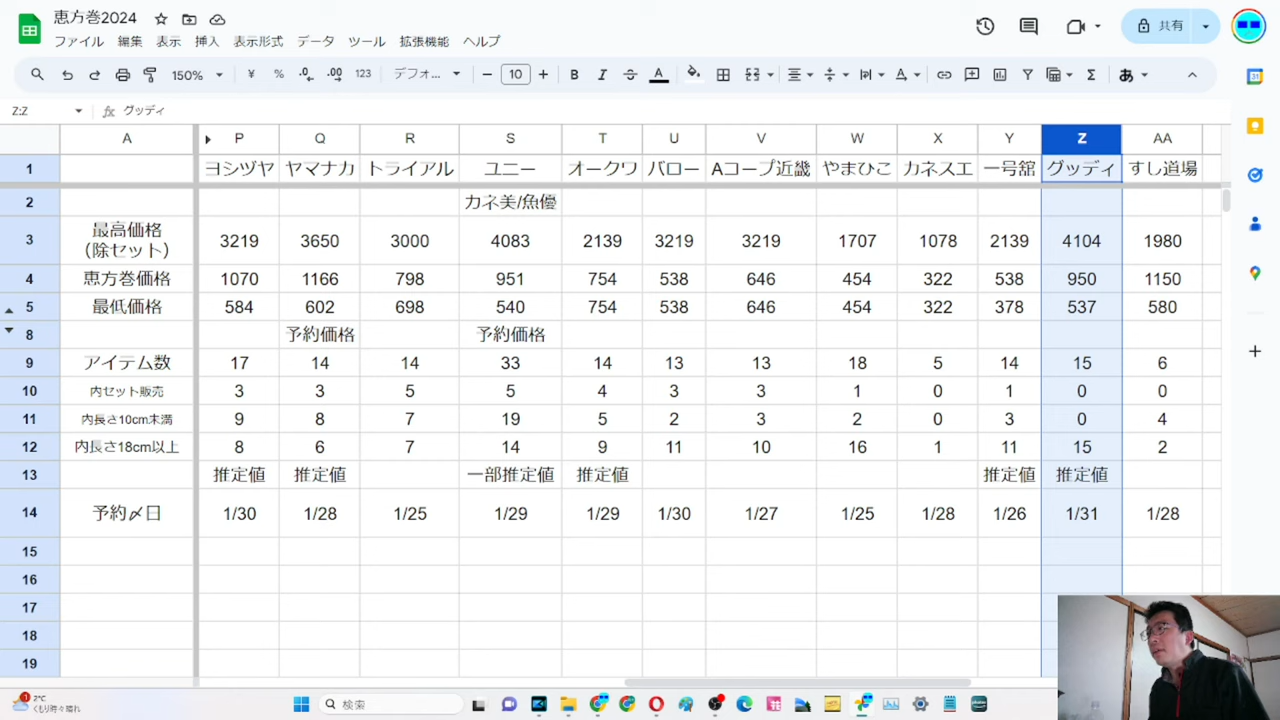 恵方巻2024
ファイル 編集 表示 挿入 表示形式 データ ツール 拡張機能 ヘルプ
共有
150% ¥ % .0 .00 123 デフォ... 10 B I S A あ
Z:Z fx グッディ
A P Q R S T U V W X Y Z AA
1 ヨシヅヤ ヤマナカ トライアル ユニー オークワ バロー Aコープ近畿 やまひこ カネスエ 一号舘 グッディ すし道場
2 カネ美/魚優
3 最高価格 (除セット) 3219 3650 3000 4083 2139 3219 3219 1707 1078 2139 4104 1980
4 恵方巻価格 1070 1166 798 951 754 538 646 454 322 538 950 1150
5 最低価格 584 602 698 540 754 538 646 454 322 378 537 580
8 予約価格 予約価格
9 アイテム数 17 14 14 33 14 13 13 18 5 14 15 6
10 内セット販売 3 3 5 5 4 3 3 1 0 1 0 0
11 内長さ10cm未満 9 8 7 19 5 2 3 2 0 3 0 4
12 内長さ18cm以上 8 6 7 14 9 11 10 16 1 11 15 2
13 推定値 推定値 一部推定値 推定値 推定値 推定値
14 予約〆日 1/30 1/28 1/25 1/29 1/29 1/30 1/27 1/25 1/28 1/26 1/31 1/28
15
16
17
18
19
2°C
くもり時々晴れ
検索